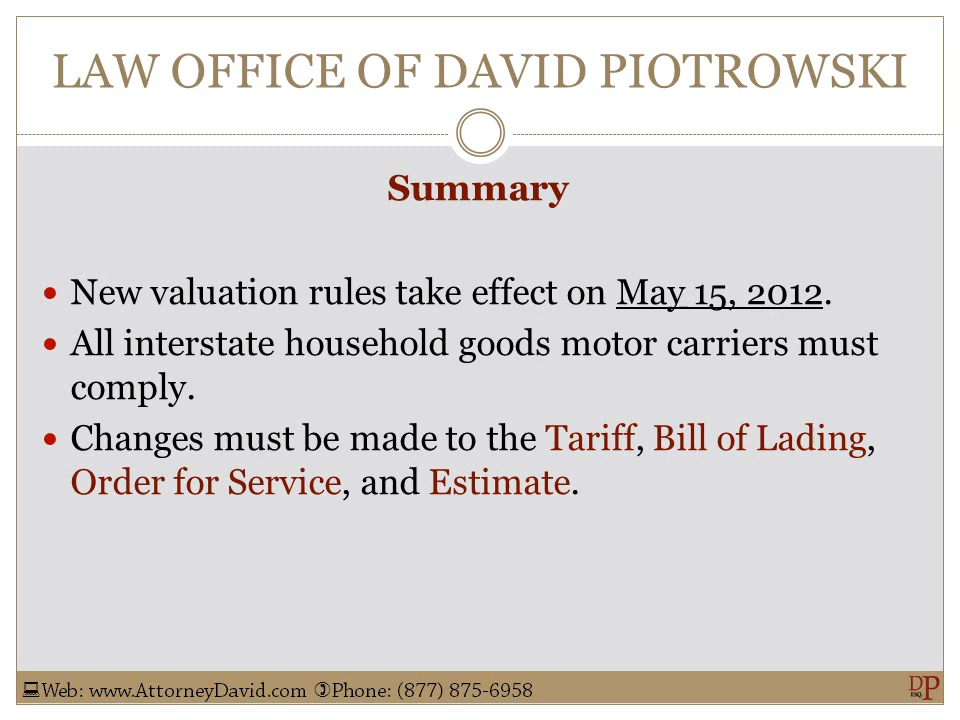 LAW OFFICE OF DAVID PIOTROWSKI
Summary
• New valuation rules take effect on May 15, 2012.
• All interstate household goods motor carriers must
comply.
• Changes must be made to the Tariff, Bill of Lading,
Order for Service, and Estimate.
Web: www.AttorneyDavid.com Phone: (877) 875-6958
DP
ESQ.